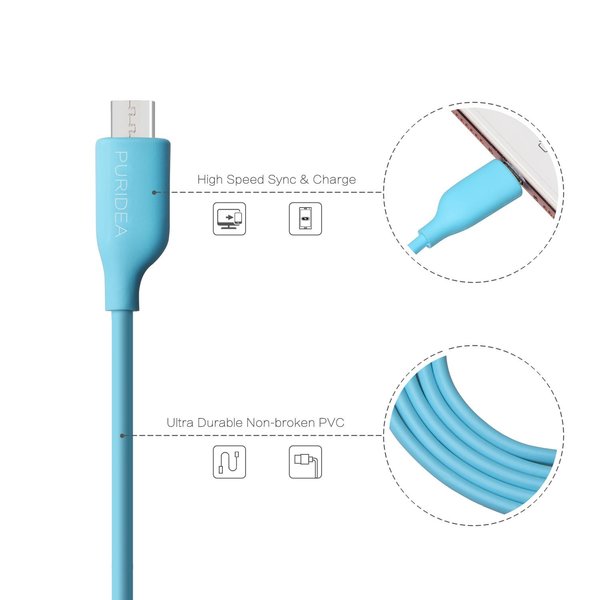 PURIDEA
High Speed Sync & Charge
Ultra Durable Non-broken PVC